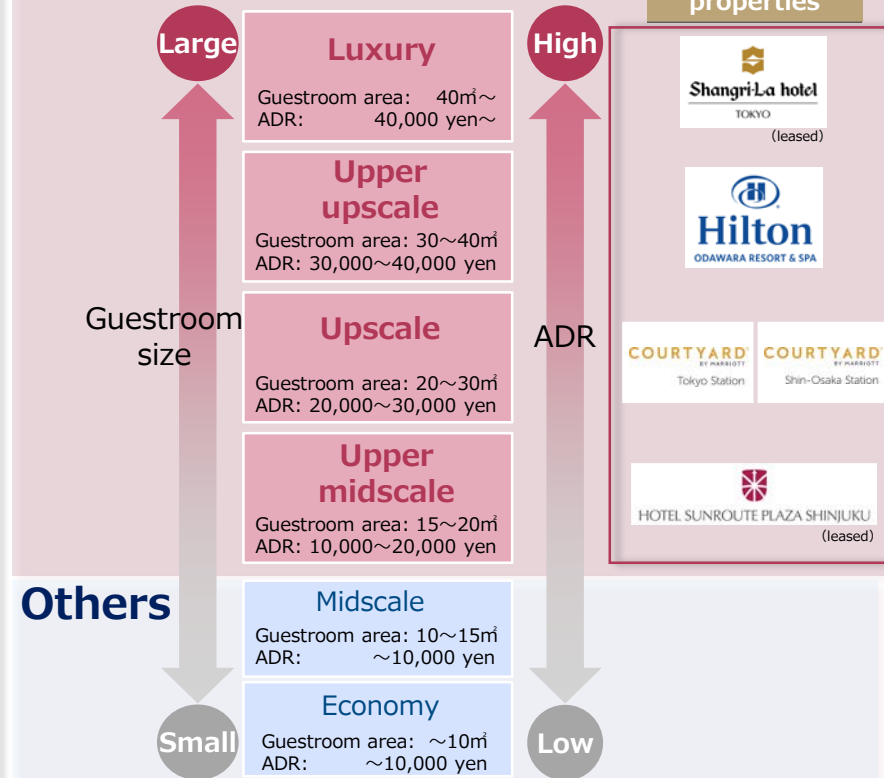 properties
Large
Luxury
High
Guestroom area: 40㎡～
ADR: 40,000 yen～
Shangri-La hotel
TOKYO
(leased)
Upper
upscale
Guestroom area: 30～40㎡
ADR: 30,000～40,000 yen
Hilton
ODAWARA RESORT & SPA
Guestroom
size
Upscale
Guestroom area: 20～30㎡
ADR: 20,000～30,000 yen
ADR
COURTYARD®
BY MARRIOTT
Tokyo Station
COURTYARD®
BY MARRIOTT
Shin-Osaka Station
Upper
midscale
Guestroom area: 15～20㎡
ADR: 10,000～20,000 yen
HOTEL SUNROUTE PLAZA SHINJUKU
(leased)
Others
Midscale
Guestroom area: 10～15㎡
ADR: ～10,000 yen
Economy
Guestroom area: ～10㎡
ADR: ～10,000 yen
Small
Low